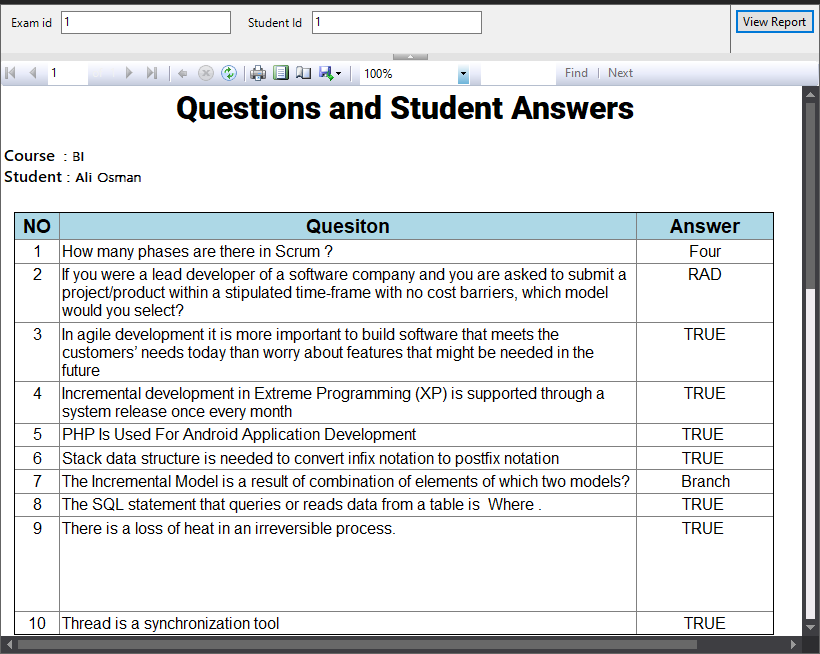 Exam id 1 Student Id 1 View Report
1 100% Find | Next
Questions and Student Answers
Course : BI
Student : Ali Osman
NO Quesiton Answer
1 How many phases are there in Scrum ? Four
2 If you were a lead developer of a software company and you are asked to submit a RAD
project/product within a stipulated time-frame with no cost barriers, which model
would you select?
3 In agile development it is more important to build software that meets the TRUE
customers’ needs today than worry about features that might be needed in the
future
4 Incremental development in Extreme Programming (XP) is supported through a TRUE
system release once every month
5 PHP Is Used For Android Application Development TRUE
6 Stack data structure is needed to convert infix notation to postfix notation TRUE
7 The Incremental Model is a result of combination of elements of which two models? Branch
8 The SQL statement that queries or reads data from a table is Where . TRUE
9 There is a loss of heat in an irreversible process. TRUE
10 Thread is a synchronization tool TRUE